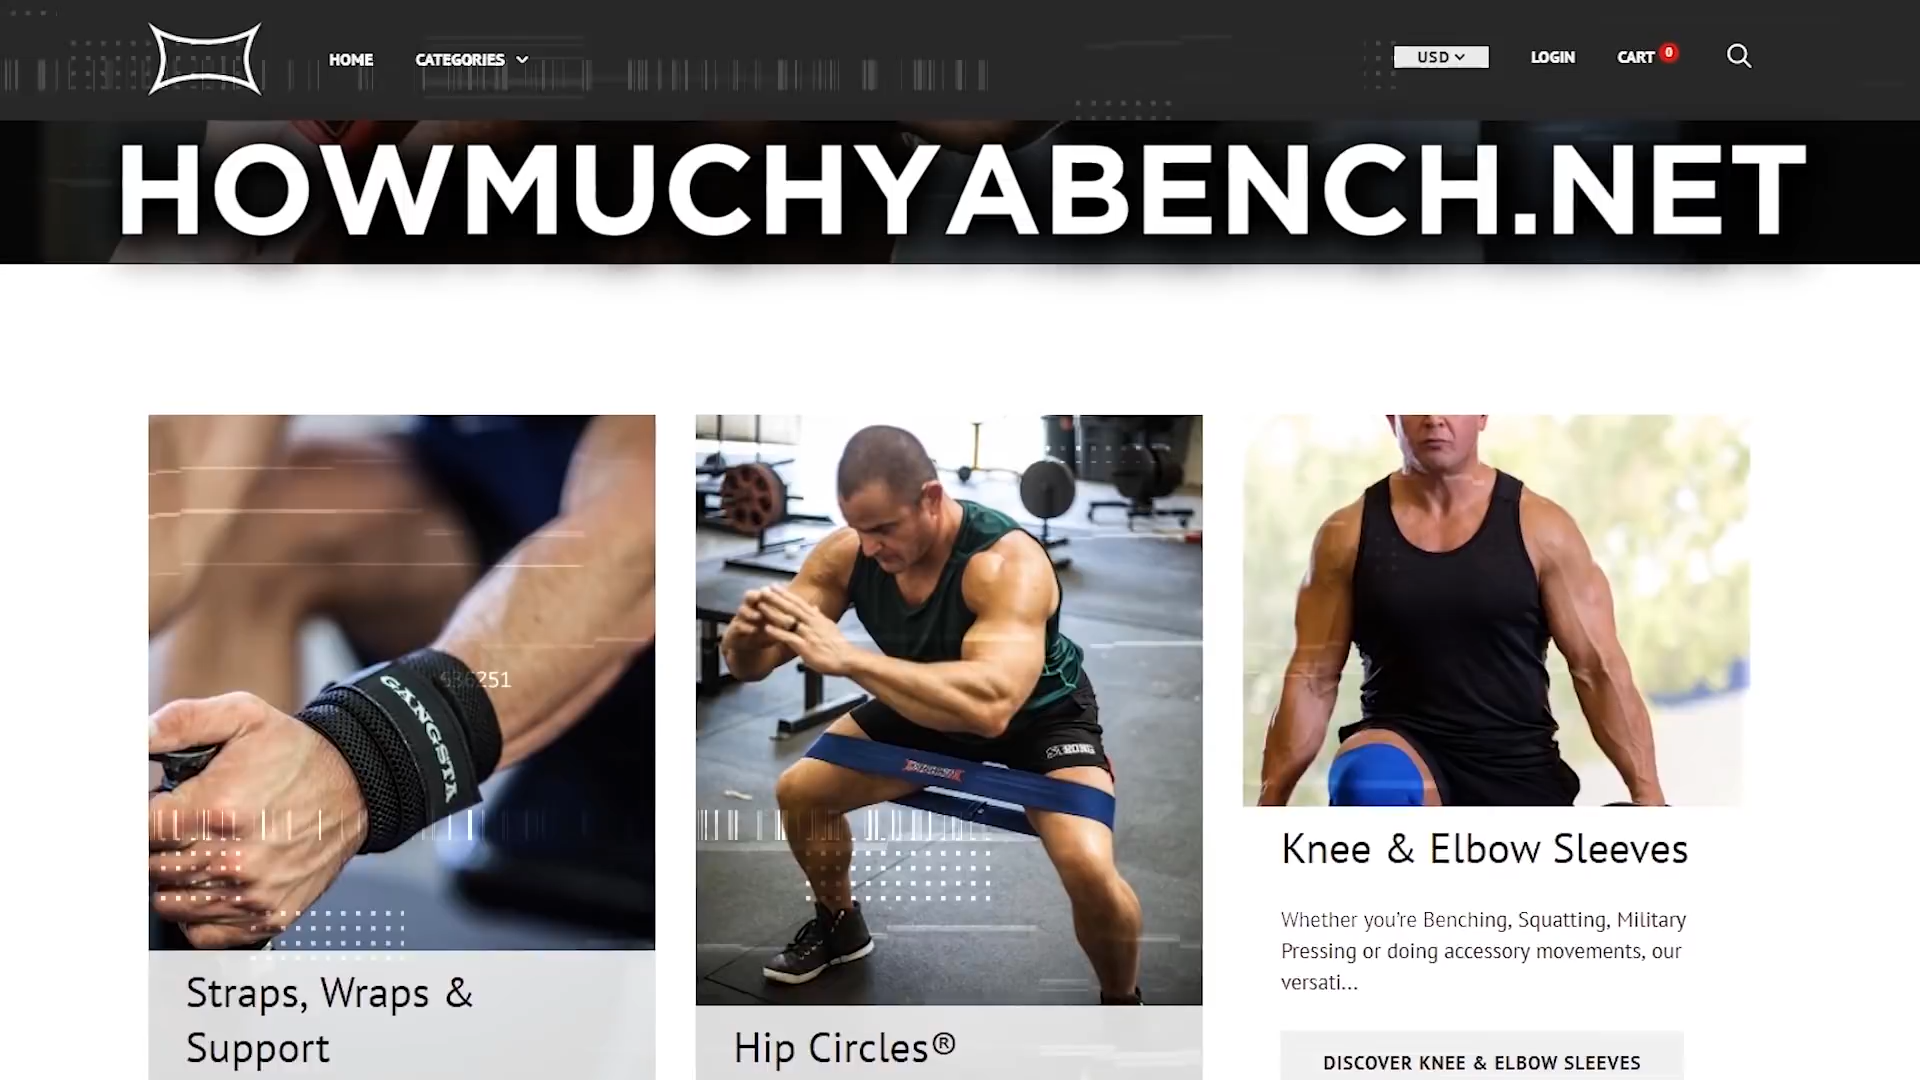 HOME
CATEGORIES
USD
LOGIN
CART 0
HOWMUCHYABENCH.NET
GANGSTA
STRONG
Straps, Wraps &
Support
Hip Circles®
Knee & Elbow Sleeves
Whether you're Benching, Squatting, Military
Pressing or doing accessory movements, our
versati...
DISCOVER KNEE & ELBOW SLEEVES